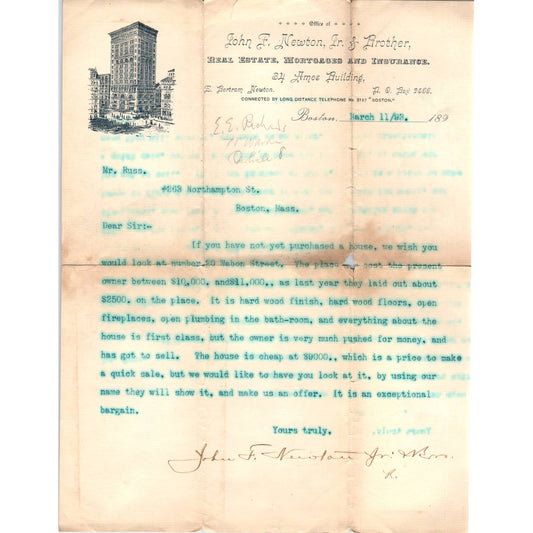 Office of
John F. Newton, Jr. & Brother,
Real Estate, Mortgages and Insurance.
34 Ames Building.
E. Bertram Newton. P. O. Box 2666.
CONNECTED BY LONG DISTANCE TELEPHONE "BOSTON."
Boston, March 11/93. 189
E. E. Richards
Mr. Russ.
#263 Northampton St.
Boston, Mass.
Dear Sir:-
If you have not yet purchased a house, we wish you
would look at number 20 Wabon Street. The place cost the present
owner between $10,000, and$11,000., as last year they laid out about
$2500, on the place. It is hard wood finish, hard wood floors, open
fireplaces, open plumbing in the bath-room, and everything about the
house is first class, but the owner is very much pushed for money, and
has got to sell. The house is cheap at $9000., which is a price to make
a quick sale, but we would like to have you look at it, by using our
name they will show it, and make us an offer. It is an exceptional
bargain.
Yours truly,
John F. Newton Jr. & Bro.
R.